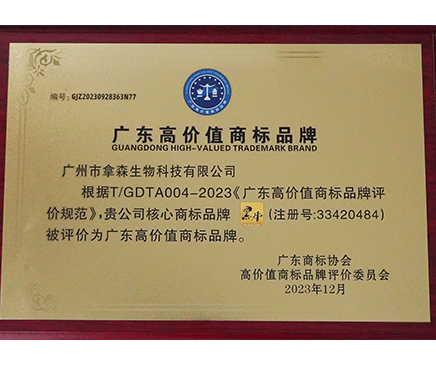 编号:GJZ20230928363N77
广东高价值商标品牌
GUANGDONG HIGH-VALUED TRADEMARK BRAND
广州市拿森生物科技有限公司
根据T/GDTA004-2023《广东高价值商标品牌评
价规范》,贵公司核心商标品牌 (注册号:33420484)
被评价为广东高价值商标品牌。
广东商标协会
高价值商标品牌评价委员会
2023年12月